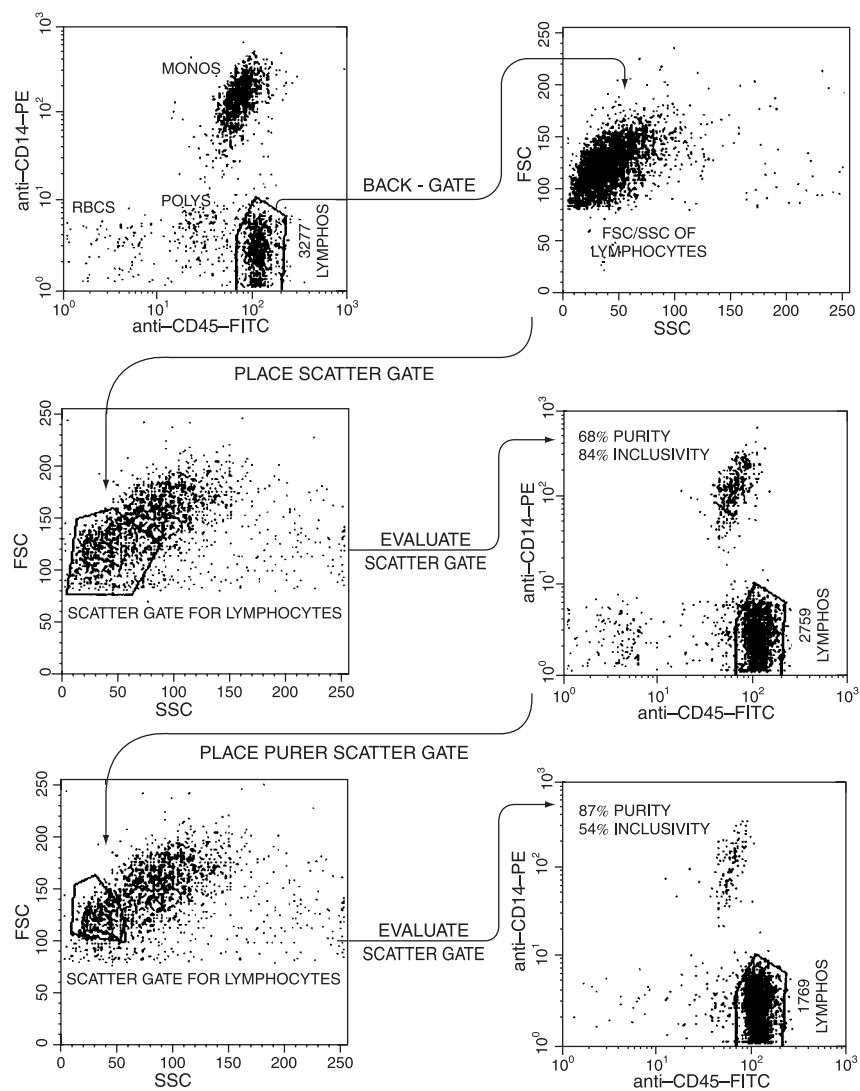 10³
10²
10¹
10⁰
anti–CD14–PE
MONOS
RBCS
POLYS
3277
LYMPHOS
10⁰ 10¹ 10² 10³
anti–CD45–FITC
BACK - GATE
250
200
150
100
50
0
FSC
FSC/SSC OF
LYMPHOCYTES
0 50 100 150 200 250
SSC
PLACE SCATTER GATE
250
200
150
100
50
0
FSC
SCATTER GATE FOR LYMPHOCYTES
0 50 100 150 200 250
SSC
EVALUATE
SCATTER GATE
10³
10²
10¹
10⁰
anti–CD14–PE
68% PURITY
84% INCLUSIVITY
2759
LYMPHOS
10⁰ 10¹ 10² 10³
anti–CD45–FITC
PLACE PURER SCATTER GATE
250
200
150
100
50
0
FSC
SCATTER GATE FOR LYMPHOCYTES
0 50 100 150 200 250
SSC
EVALUATE
SCATTER GATE
10³
10²
10¹
10⁰
anti–CD14–PE
87% PURITY
54% INCLUSIVITY
1769
LYMPHOS
10⁰ 10¹ 10² 10³
anti–CD45–FITC